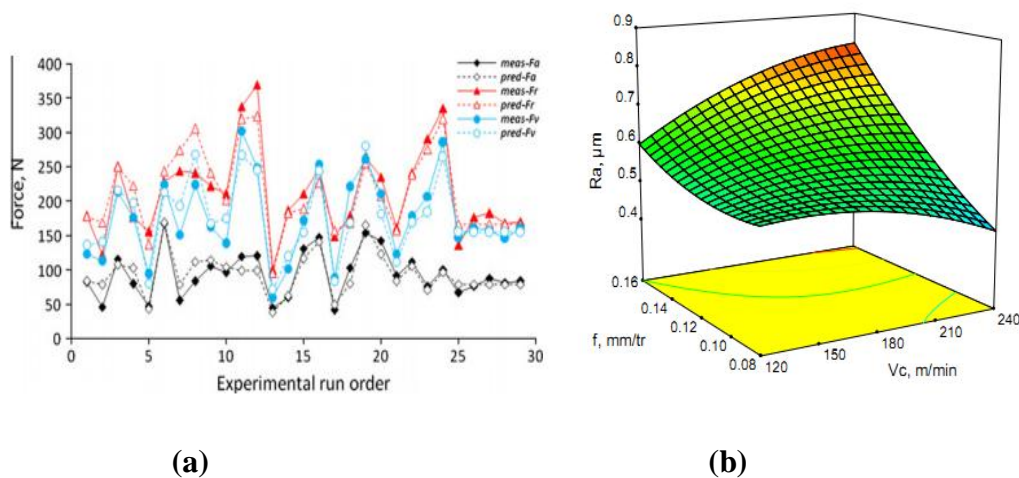 400
350
300
250
200
150
100
50
0
Force, N
0 5 10 15 20 25 30
Experimental run order
meas-Fa
pred-Fa
meas-Fr
pred-Fr
meas-Fv
pred-Fv
(a)
0.9
0.8
0.7
0.6
0.5
0.4
Ra, µm
0.16
0.14
0.12
0.10
0.08
f, mm/tr
120
150
180
210
240
Vc, m/min
(b)